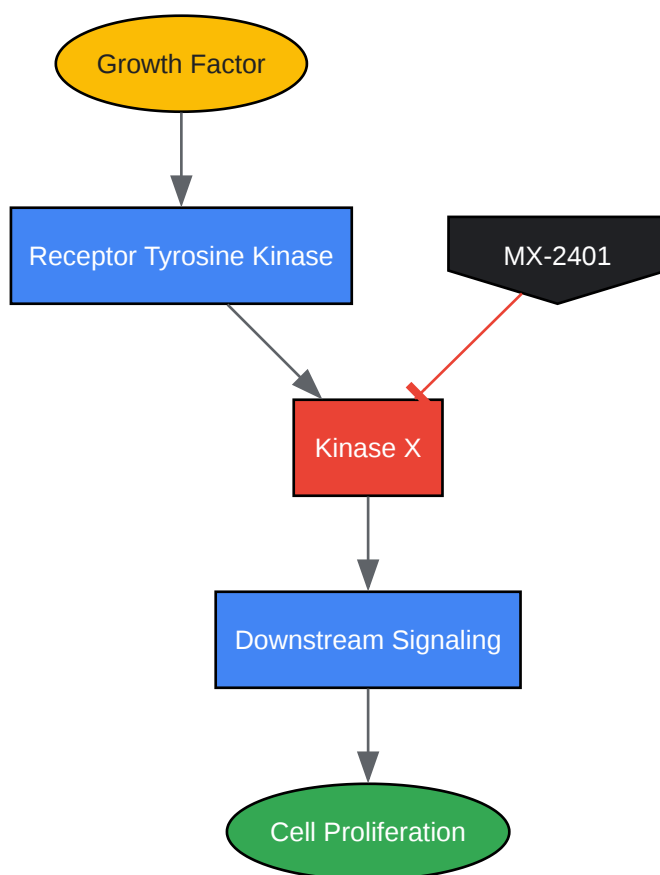 Growth Factor
Receptor Tyrosine Kinase
MX-2401
Kinase X
Downstream Signaling
Cell Proliferation